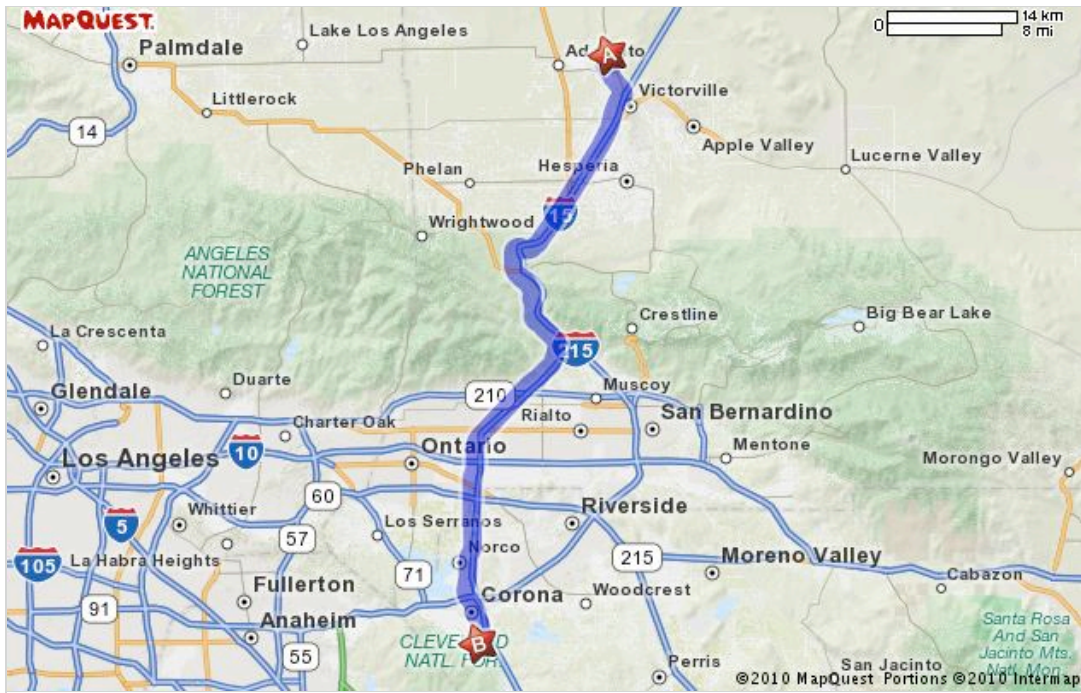 MAPQUEST.
14 km
0
8 mi
Lake Los Angeles
Palmdale
A
Victorville
Littlerock
14
Apple Valley
Lucerne Valley
Hesperia
Phelan
15
Wrightwood
ANGELES
NATIONAL
FOREST
Crestline
Big Bear Lake
La Crescenta
215
Duarte
Muscoy
Glendale
210
San Bernardino
Rialto
Charter Oak
Ontario
Mentone
10
Los Angeles
Morongo Valley
60
Riverside
Whittier
Los Serranos
5
57
Norco
215
Moreno Valley
La Habra Heights
105
71
Cabazon
Fullerton
Woodcrest
Corona
91
Anaheim
Santa Rosa
And San
Jacinto Mts.
Natl. Mon.
B
NATL.
55
Perris
San Jacinto
©2010 MapQuest Portions ©2010 Intermap